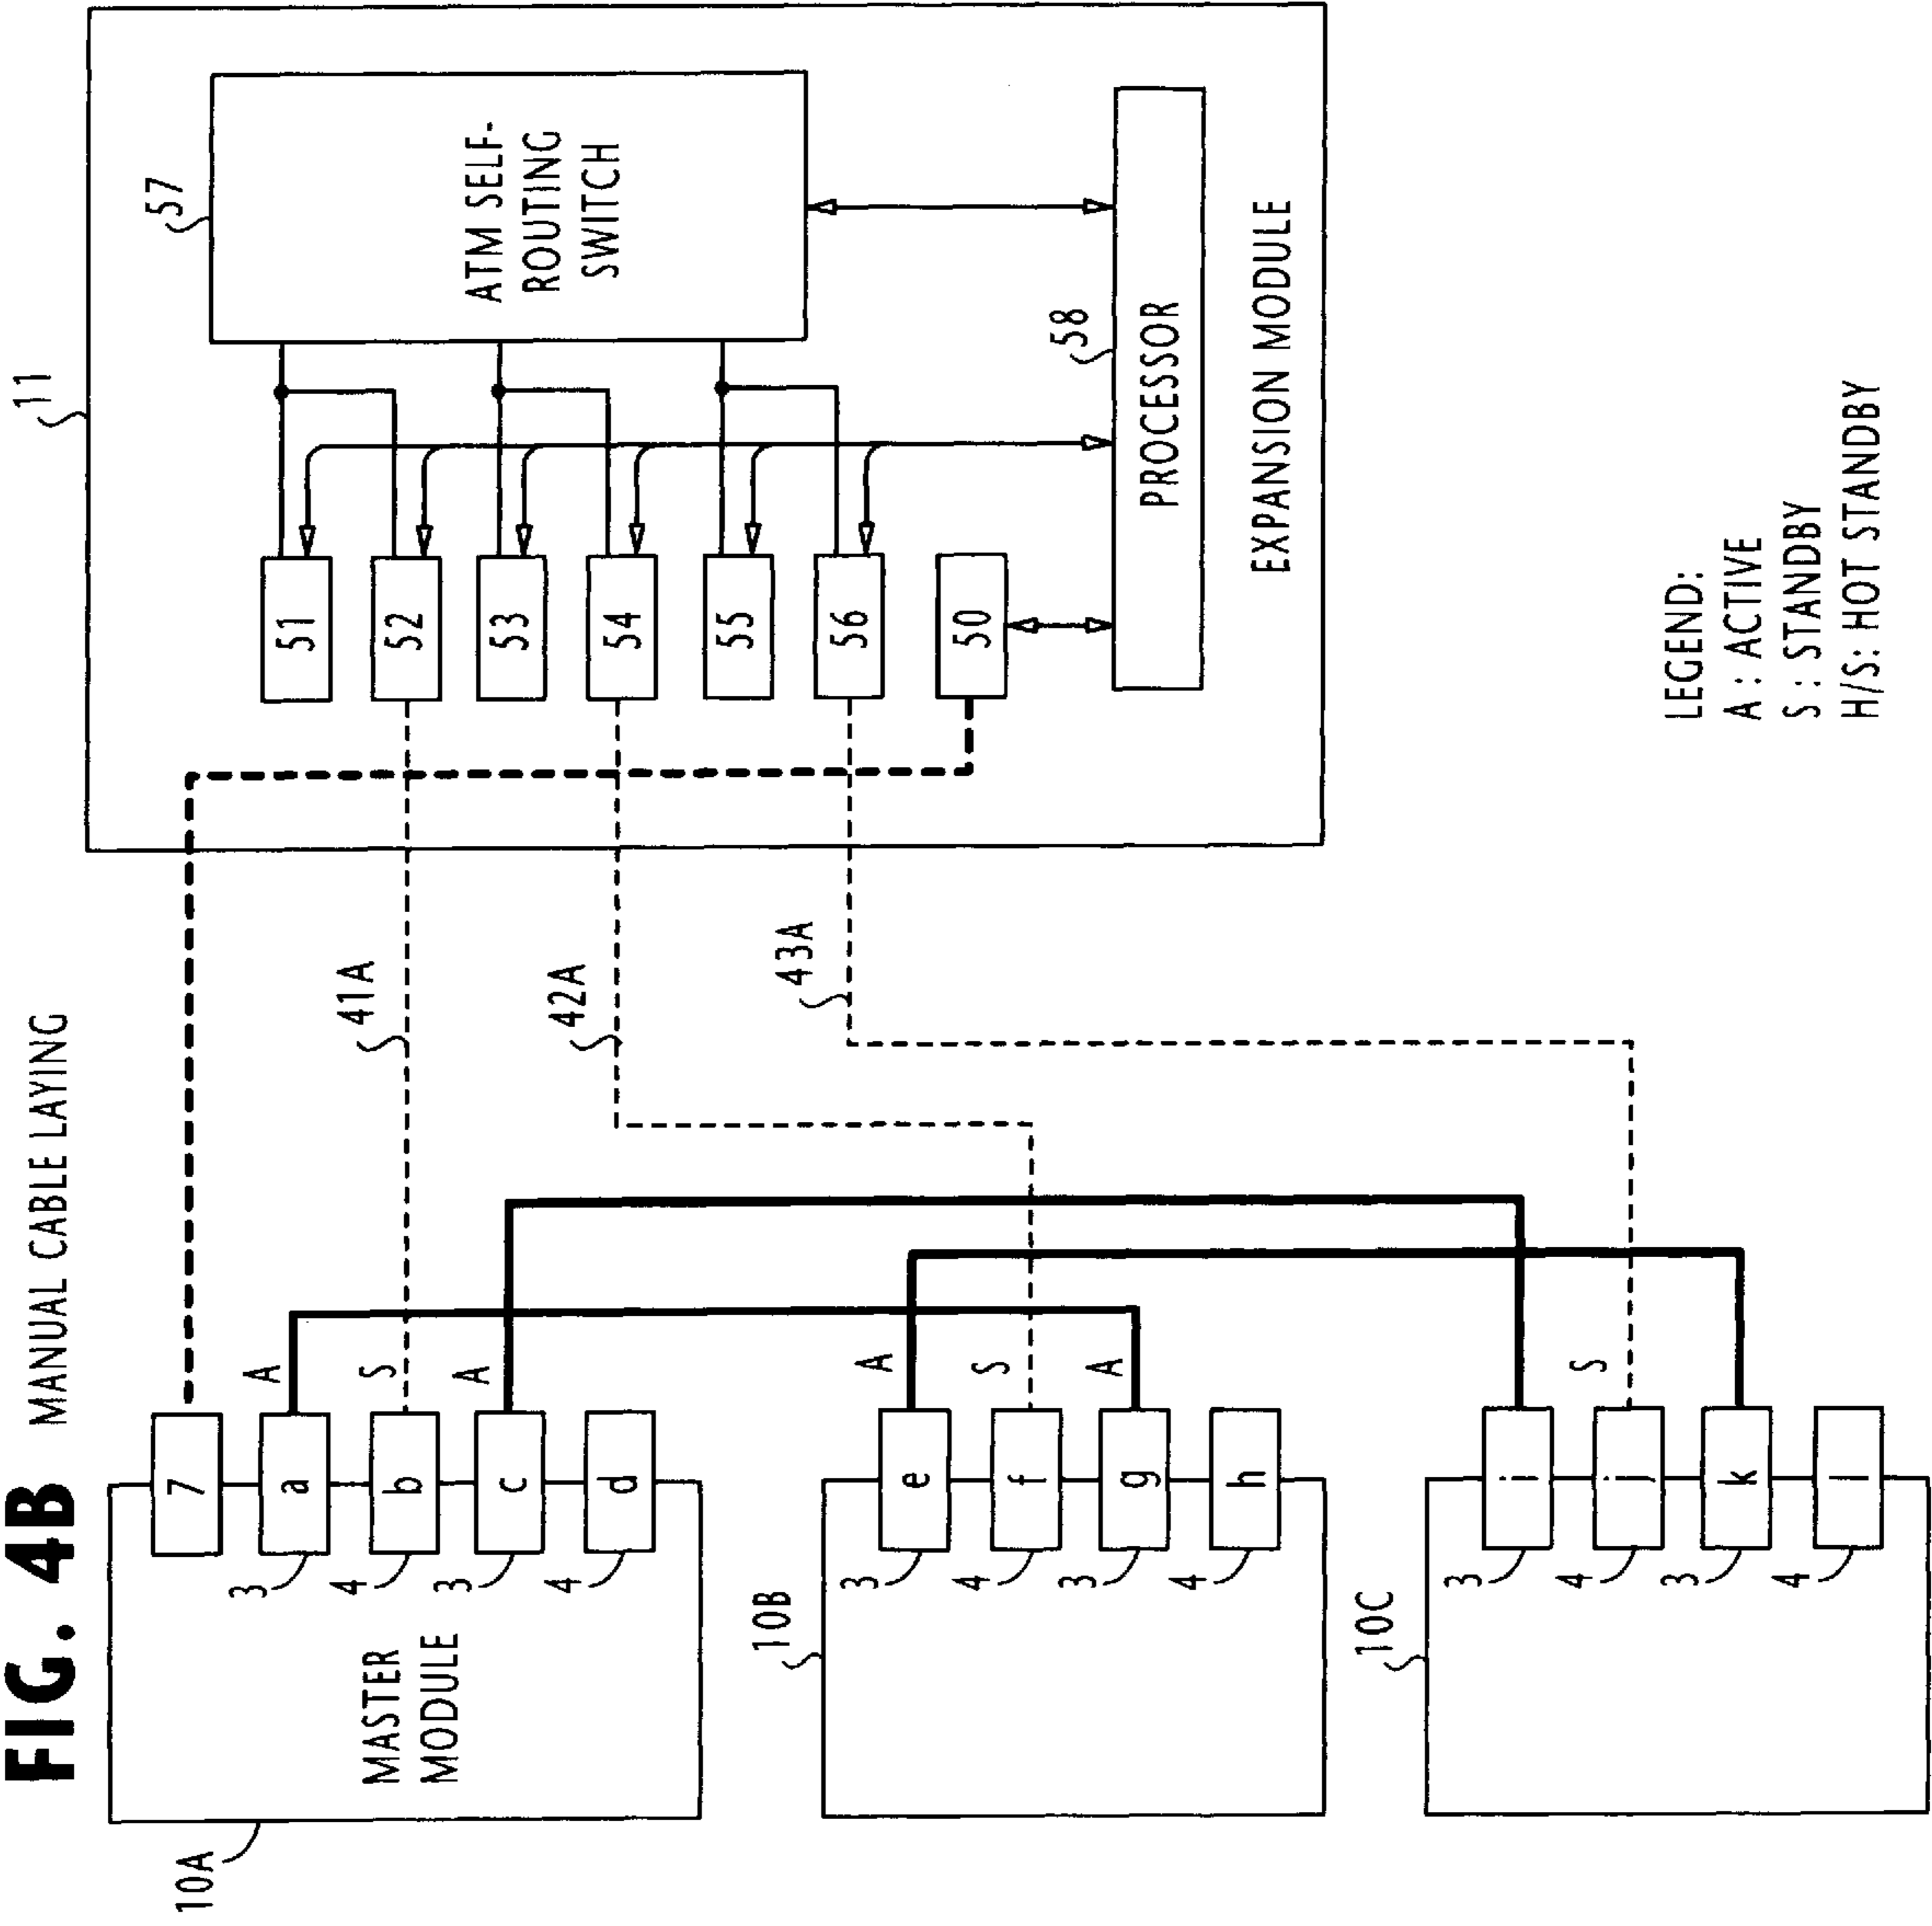 FIG. 4B MANUAL CABLE LAYING
10A
MASTER
MODULE
7
a
b
c
d
3
4
3
4
A
S
A
10B
e
f
g
h
3
4
3
4
A
S
A
10C
i
j
k
l
3
4
3
4
S
41A
42A
43A
11
51
52
53
54
55
56
50
57
ATM SELF-
ROUTING
SWITCH
58
PROCESSOR
EXPANSION MODULE
LEGEND:
A : ACTIVE
S : STANDBY
H/S: HOT STANDBY